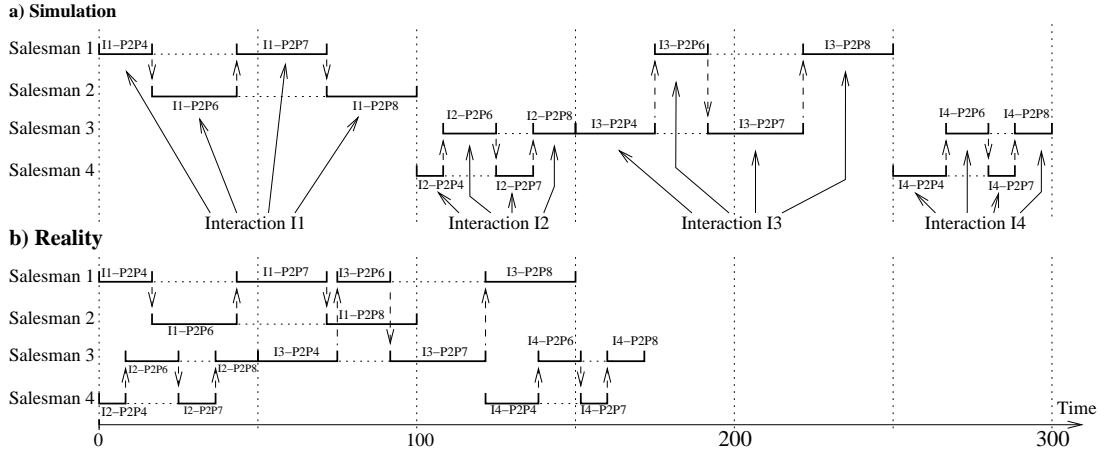 a) Simulation
Salesman 1 I1–P2P4 I1–P2P7 I3–P2P6 I3–P2P8
Salesman 2 I1–P2P6 I1–P2P8
Salesman 3 I2–P2P6 I2–P2P8 I3–P2P4 I3–P2P7 I4–P2P6 I4–P2P8
Salesman 4 I2–P2P4 I2–P2P7 I4–P2P4 I4–P2P7
Interaction I1 Interaction I2 Interaction I3 Interaction I4
b) Reality
Salesman 1 I1–P2P4 I1–P2P7 I3–P2P6 I3–P2P8
Salesman 2 I1–P2P6 I1–P2P8
Salesman 3 I2–P2P6 I2–P2P8 I3–P2P4 I3–P2P7 I4–P2P6 I4–P2P8
Salesman 4 I2–P2P4 I2–P2P7 I4–P2P4 I4–P2P7
Time
0 100 200 300